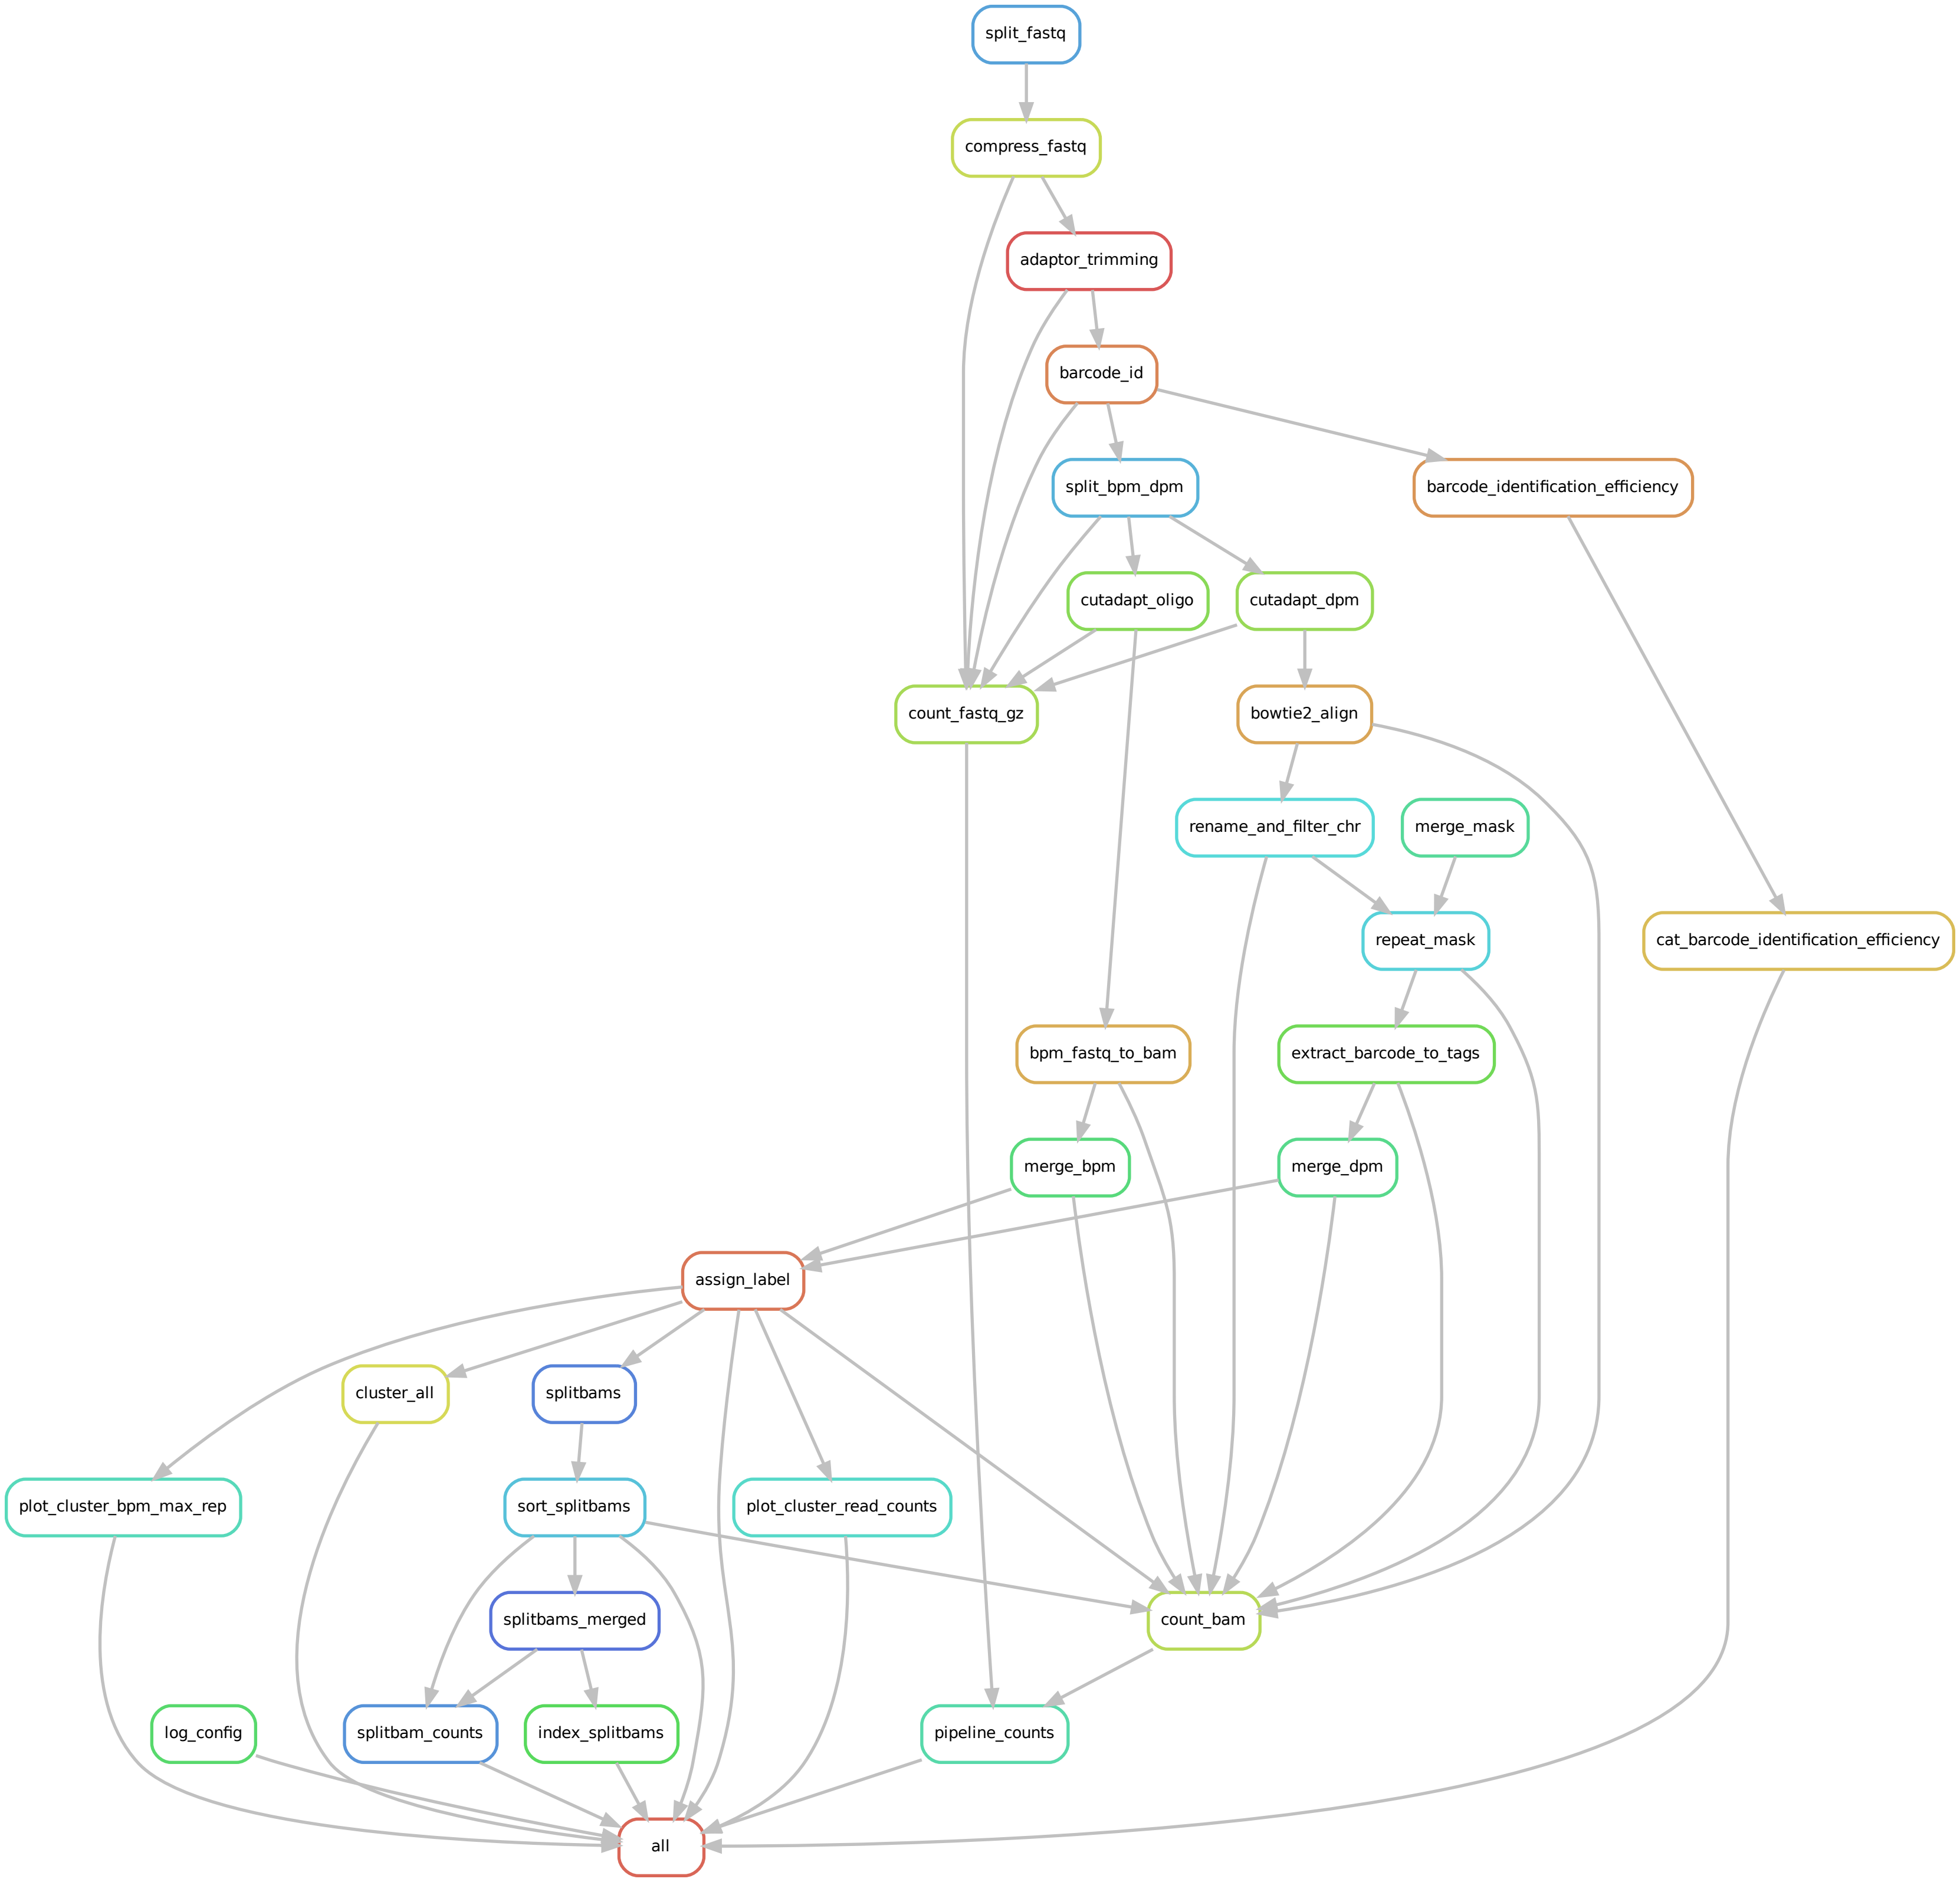 split_fastq
compress_fastq
adaptor_trimming
barcode_id
split_bpm_dpm
barcode_identification_efficiency
cutadapt_oligo
cutadapt_dpm
count_fastq_gz
bowtie2_align
rename_and_filter_chr
merge_mask
repeat_mask
cat_barcode_identification_efficiency
bpm_fastq_to_bam
extract_barcode_to_tags
merge_bpm
merge_dpm
assign_label
cluster_all
splitbams
plot_cluster_bpm_max_rep
sort_splitbams
plot_cluster_read_counts
splitbams_merged
count_bam
log_config
splitbam_counts
index_splitbams
pipeline_counts
all